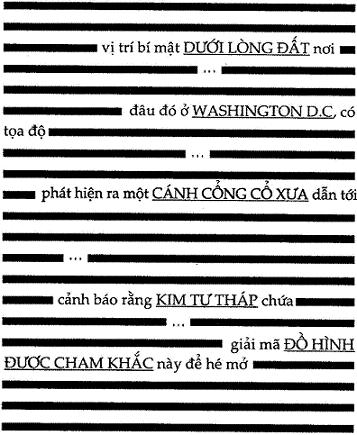 vị trí bí mật DƯỚI LÒNG ĐẤT nơi
...
đâu đó ở WASHINGTON D.C, có
tọa độ
...
phát hiện ra một CÁNH CỔNG CỔ XƯA dẫn tới
...
cảnh báo rằng KIM TỰ THÁP chứa
...
giải mã ĐỒ HÌNH
ĐƯỢC CHẠM KHẮC này để hé mở